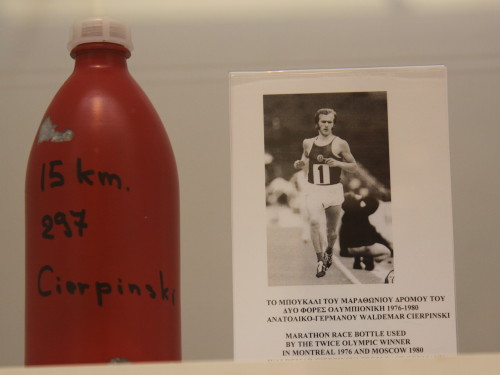 15 km.
297
Cierpinski
1
ΤΟ ΜΠΟΥΚΑΛΙ ΤΟΥ ΜΑΡΑΘΩΝΙΟΥ ΔΡΟΜΟΥ ΤΟΥ
ΔΥΟ ΦΟΡΕΣ ΟΛΥΜΠΙΟΝΙΚΗ 1976-1980
ΑΝΑΤΟΛΙΚΟ-ΓΕΡΜΑΝΟΥ WALDEMAR CIERPINSKI
MARATHON RACE BOTTLE USED
BY THE TWICE OLYMPIC WINNER
IN MONTREAL 1976 AND MOSCOW 1980